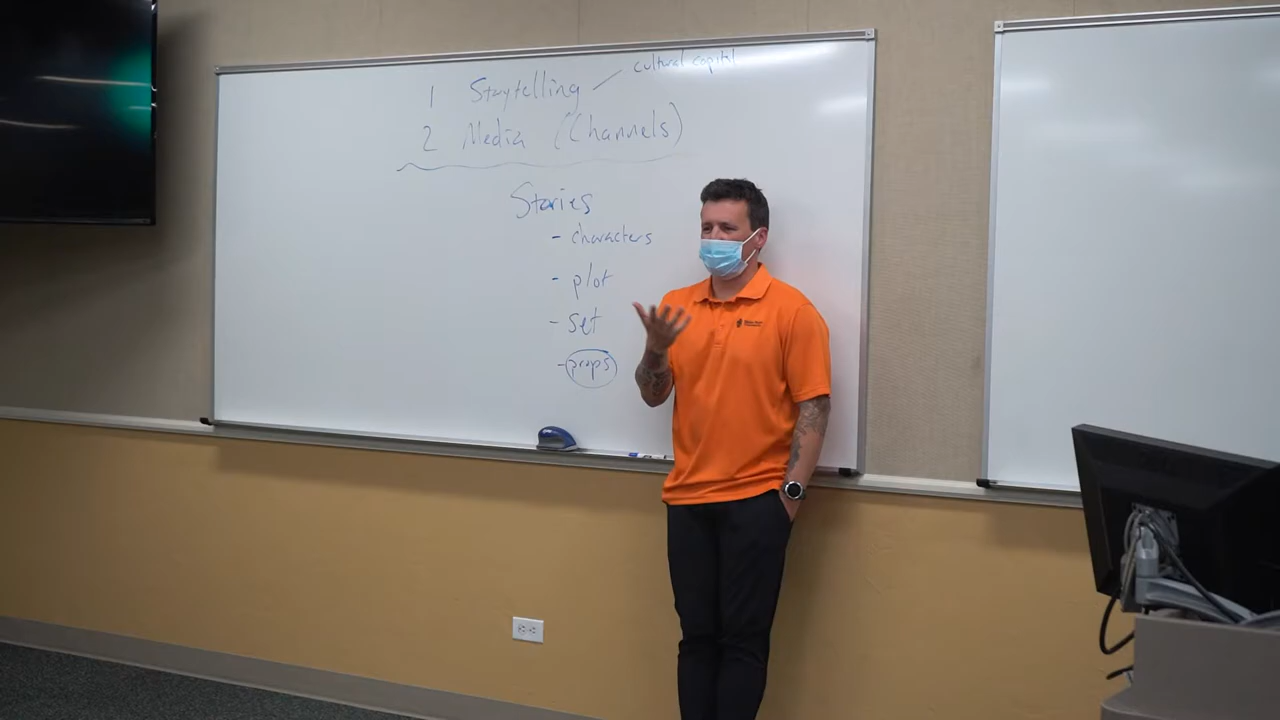 cultural capital
1 Storytelling
2 Media (Channels)
Stories
- characters
- plot
- set
- props